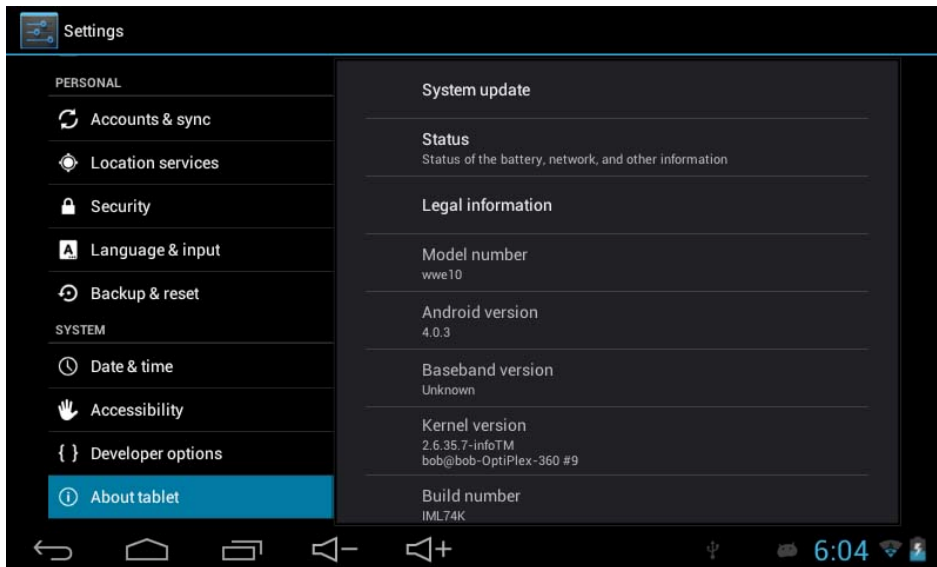 Settings
PERSONAL
Accounts & sync
Location services
Security
Language & input
Backup & reset
SYSTEM
Date & time
Accessibility
{ } Developer options
About tablet
System update
Status
Status of the battery, network, and other information
Legal information
Model number
wwe10
Android version
4.0.3
Baseband version
Unknown
Kernel version
2.6.35.7-infoTM
bob@bob-OptiPlex-360 #9
Build number
IML74K
6:04